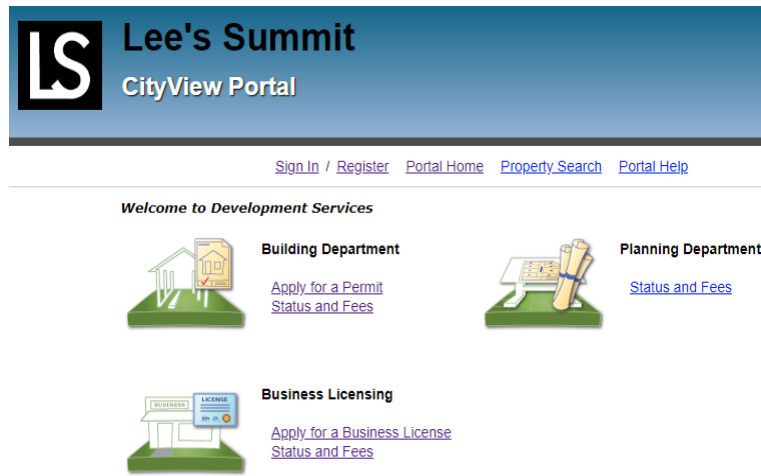 LS
Lee's Summit
CityView Portal
Sign In / Register Portal Home Property Search Portal Help
Welcome to Development Services
Building Department
Apply for a Permit
Status and Fees
Planning Department
Status and Fees
BUSINESS
LICENSE
Business Licensing
Apply for a Business License
Status and Fees